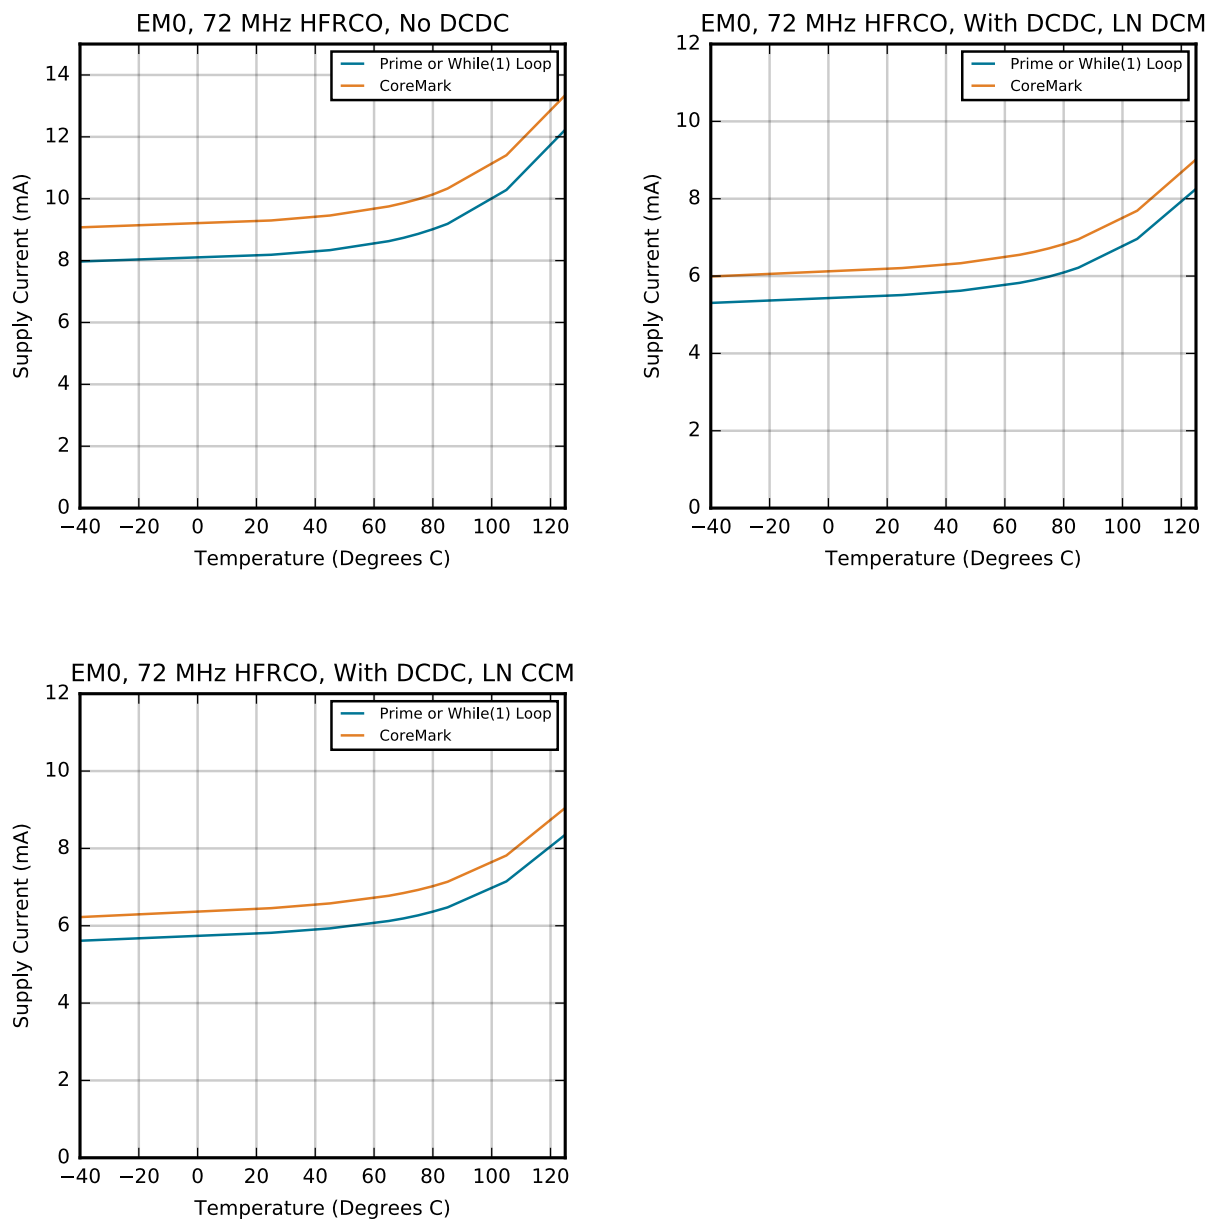 EM0, 72 MHz HFRCO, No DCDC
Prime or While(1) Loop
CoreMark
Supply Current (mA)
14
12
10
8
6
4
2
0
−40 −20 0 20 40 60 80 100 120
Temperature (Degrees C)
EM0, 72 MHz HFRCO, With DCDC, LN DCM
Prime or While(1) Loop
CoreMark
Supply Current (mA)
12
10
8
6
4
2
0
−40 −20 0 20 40 60 80 100 120
Temperature (Degrees C)
EM0, 72 MHz HFRCO, With DCDC, LN CCM
Prime or While(1) Loop
CoreMark
Supply Current (mA)
12
10
8
6
4
2
0
−40 −20 0 20 40 60 80 100 120
Temperature (Degrees C)